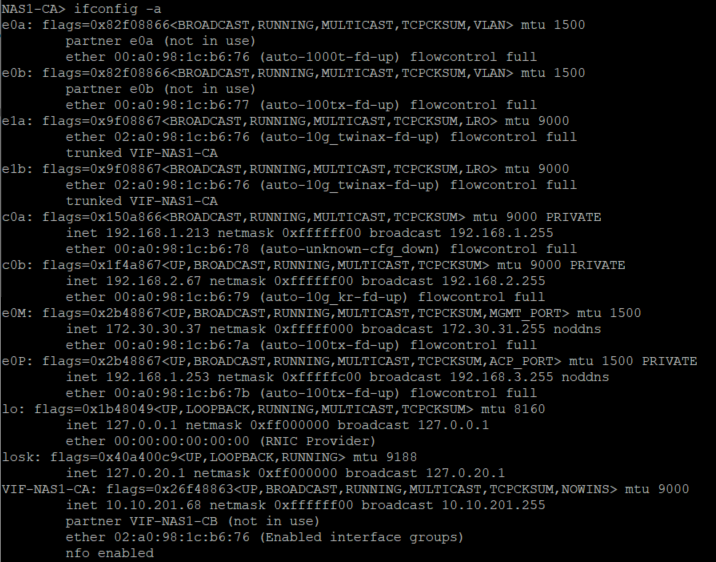 NAS1-CA> ifconfig -a
e0a: flags=0x82f08866<BROADCAST,RUNNING,MULTICAST,TCPCKSUM,VLAN> mtu 1500
        partner e0a (not in use)
        ether 00:a0:98:1c:b6:76 (auto-1000t-fd-up) flowcontrol full
e0b: flags=0x82f08866<BROADCAST,RUNNING,MULTICAST,TCPCKSUM,VLAN> mtu 1500
        partner e0b (not in use)
        ether 00:a0:98:1c:b6:77 (auto-100tx-fd-up) flowcontrol full
e1a: flags=0x9f08867<BROADCAST,RUNNING,MULTICAST,TCPCKSUM,LRO> mtu 9000
        ether 02:a0:98:1c:b6:76 (auto-10g_twinax-fd-up) flowcontrol full
        trunked VIF-NAS1-CA
e1b: flags=0x9f08867<BROADCAST,RUNNING,MULTICAST,TCPCKSUM,LRO> mtu 9000
        ether 02:a0:98:1c:b6:76 (auto-10g_twinax-fd-up) flowcontrol full
        trunked VIF-NAS1-CA
c0a: flags=0x150a866<BROADCAST,RUNNING,MULTICAST,TCPCKSUM> mtu 9000 PRIVATE
        inet 192.168.1.213 netmask 0xffffff00 broadcast 192.168.1.255
        ether 00:a0:98:1c:b6:78 (auto-unknown-cfg_down) flowcontrol full
c0b: flags=0x1f4a867<UP,BROADCAST,RUNNING,MULTICAST,TCPCKSUM> mtu 9000 PRIVATE
        inet 192.168.2.67 netmask 0xffffff00 broadcast 192.168.2.255
        ether 00:a0:98:1c:b6:79 (auto-10g_kr-fd-up) flowcontrol full
e0M: flags=0x2b48867<UP,BROADCAST,RUNNING,MULTICAST,TCPCKSUM,MGMT_PORT> mtu 1500
        inet 172.30.30.37 netmask 0xfffff000 broadcast 172.30.31.255 noddns
        ether 00:a0:98:1c:b6:7a (auto-100tx-fd-up) flowcontrol full
e0P: flags=0x2b48867<UP,BROADCAST,RUNNING,MULTICAST,TCPCKSUM,ACP_PORT> mtu 1500 PRIVATE
        inet 192.168.1.253 netmask 0xfffffc00 broadcast 192.168.3.255 noddns
        ether 00:a0:98:1c:b6:7b (auto-100tx-fd-up) flowcontrol full
lo: flags=0x1b48049<UP,LOOPBACK,RUNNING,MULTICAST,TCPCKSUM> mtu 8160
        inet 127.0.0.1 netmask 0xff000000 broadcast 127.0.0.1
        ether 00:00:00:00:00:00 (RNIC Provider)
losk: flags=0x40a400c9<UP,LOOPBACK,RUNNING> mtu 9188
        inet 127.0.20.1 netmask 0xff000000 broadcast 127.0.20.1
VIF-NAS1-CA: flags=0x26f48863<UP,BROADCAST,RUNNING,MULTICAST,TCPCKSUM,NOWINS> mtu 9000
        inet 10.10.201.68 netmask 0xffffff00 broadcast 10.10.201.255
        partner VIF-NAS1-CB (not in use)
        ether 02:a0:98:1c:b6:76 (Enabled interface groups)
        nfo enabled